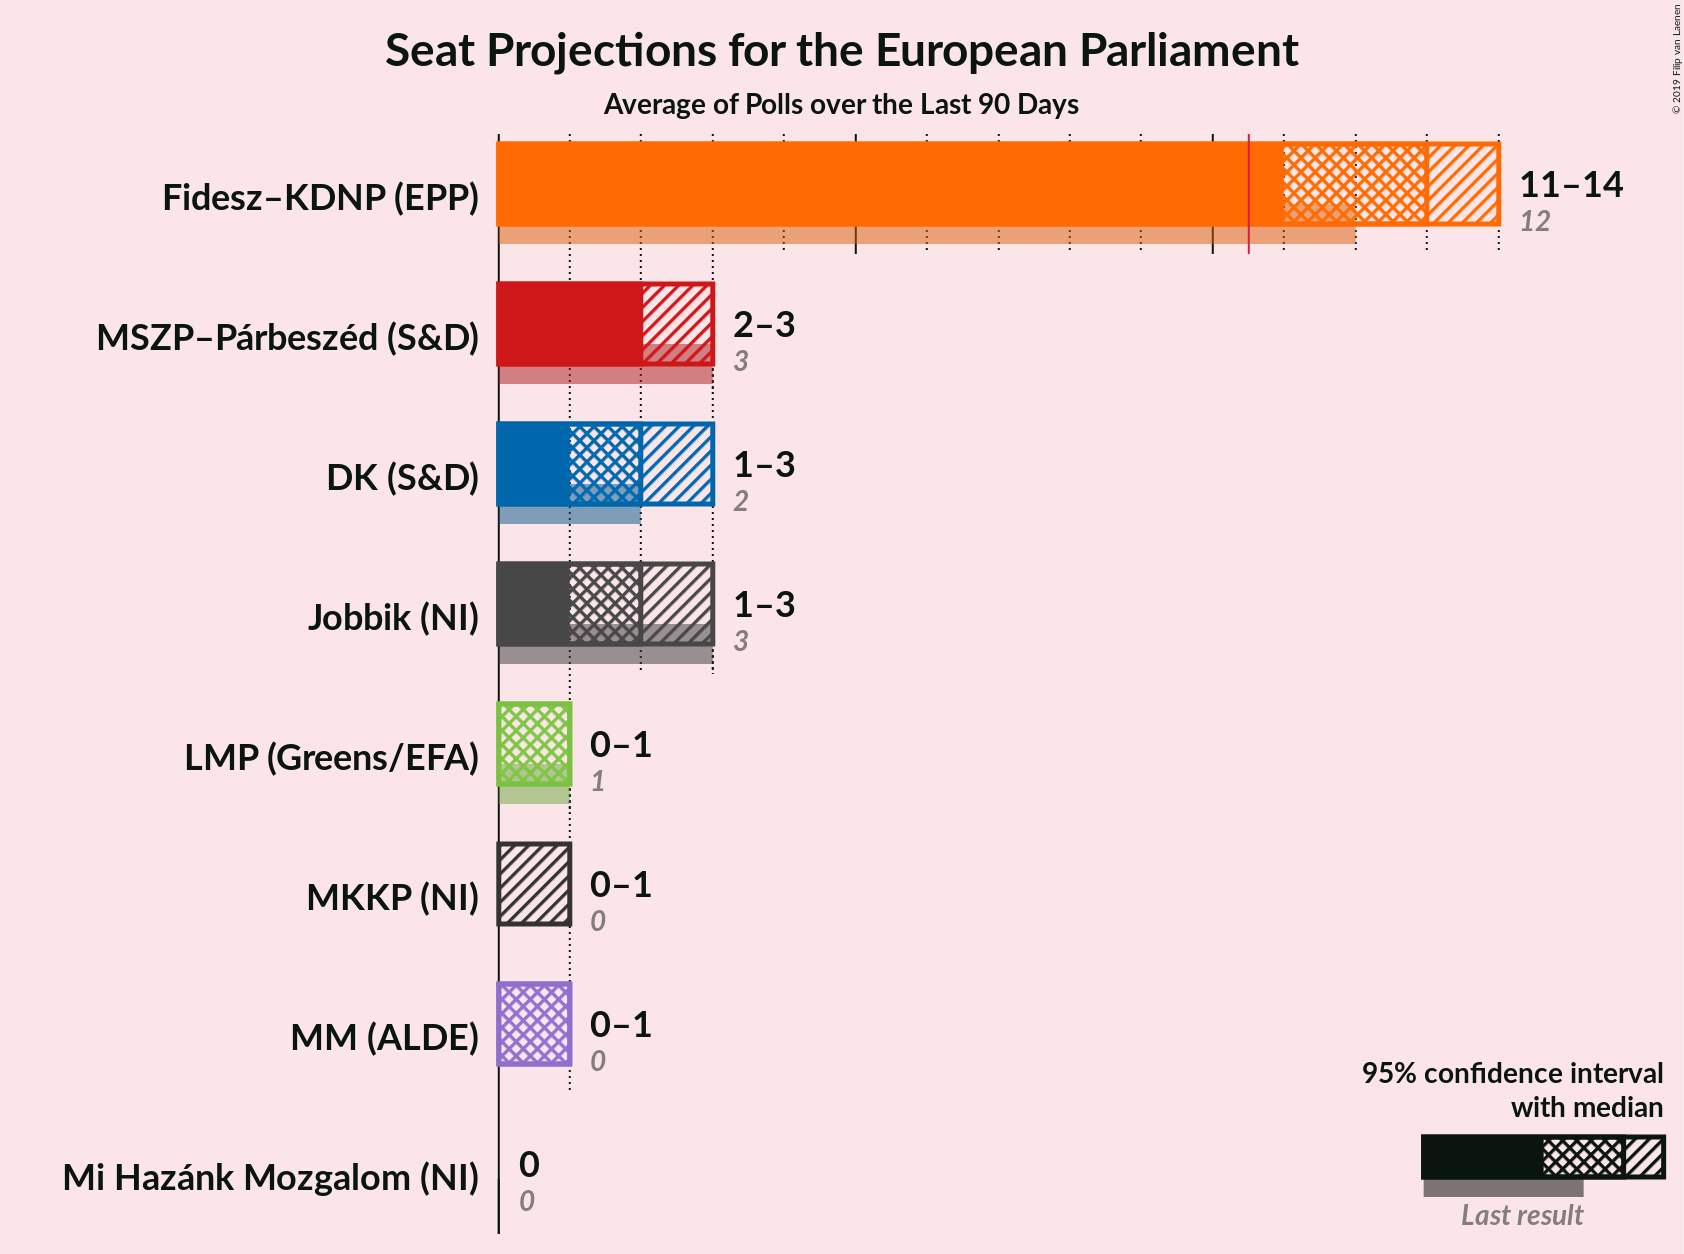 Seat Projections for the European Parliament
Average of Polls over the Last 90 Days
© 2019 Filip van Laenen
Fidesz–KDNP (EPP)
11–14
12
MSZP–Párbeszéd (S&D)
2–3
3
DK (S&D)
1–3
2
Jobbik (NI)
1–3
3
LMP (Greens/EFA)
0–1
1
MKKP (NI)
0–1
0
MM (ALDE)
0–1
0
Mi Hazánk Mozgalom (NI)
0
0
95% confidence interval
with median
Last result